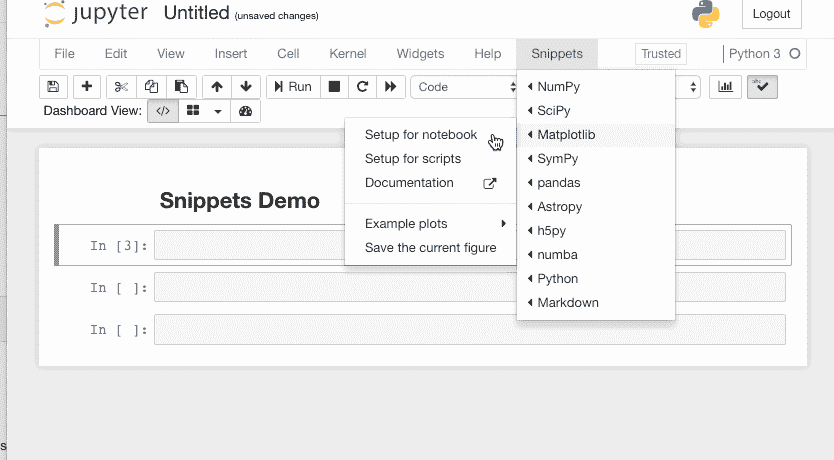 jupyter Untitled (unsaved changes) Logout
File Edit View Insert Cell Kernel Widgets Help Snippets Trusted Python 3
Run Code
Dashboard View: </>
NumPy
SciPy
Setup for notebook Matplotlib
Setup for scripts SymPy
Documentation pandas
Snippets Demo Astropy
Example plots h5py
In [3]: Save the current figure numba
Python
In [ ]: Markdown
In [ ]:
s